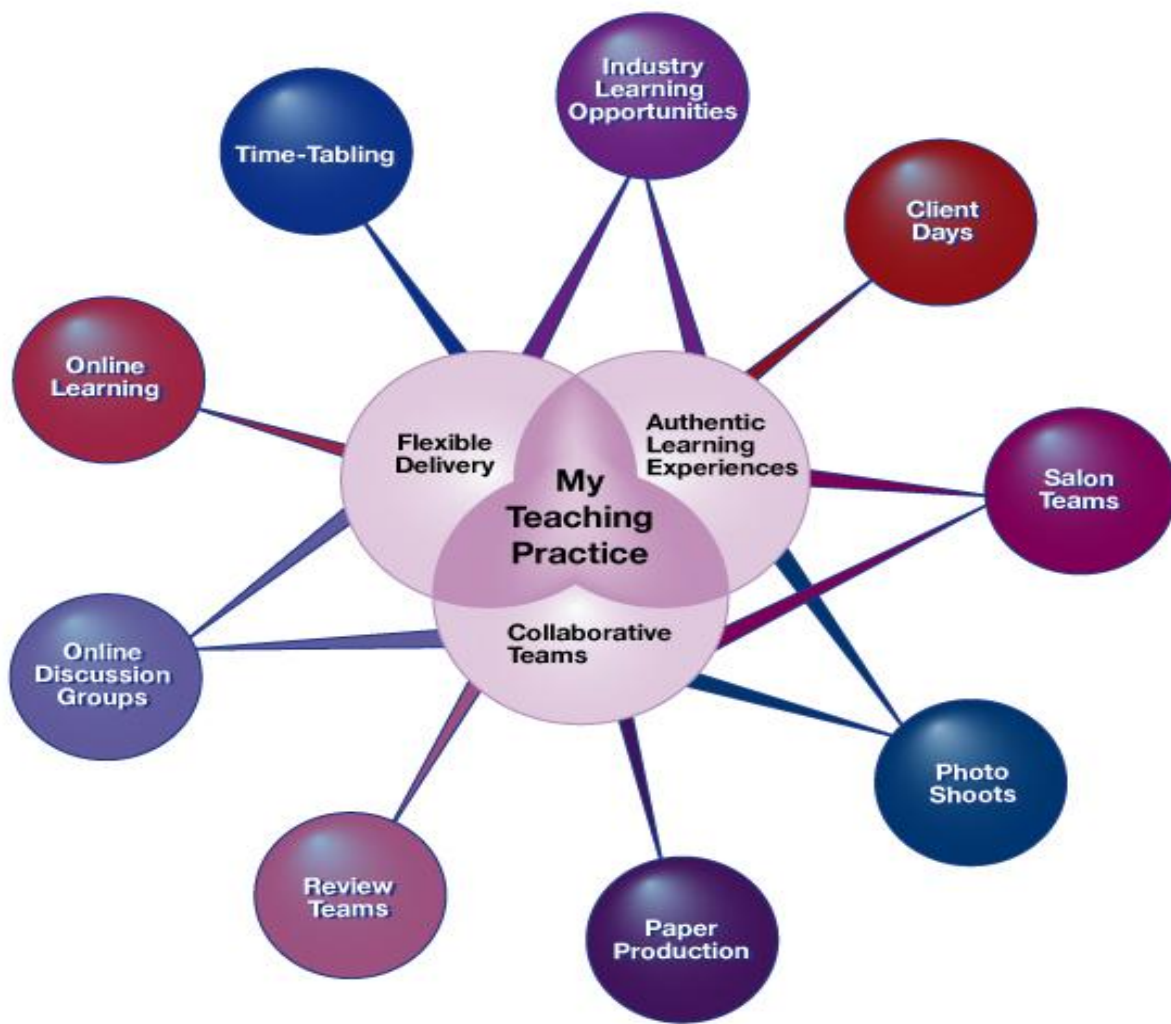 Industry
Learning
Opportunities
Time-Tabling
Client
Days
Online
Learning
Flexible
Delivery
Authentic
Learning
Experiences
My
Teaching
Practice
Salon
Teams
Online
Discussion
Groups
Collaborative
Teams
Photo
Shoots
Review
Teams
Paper
Production